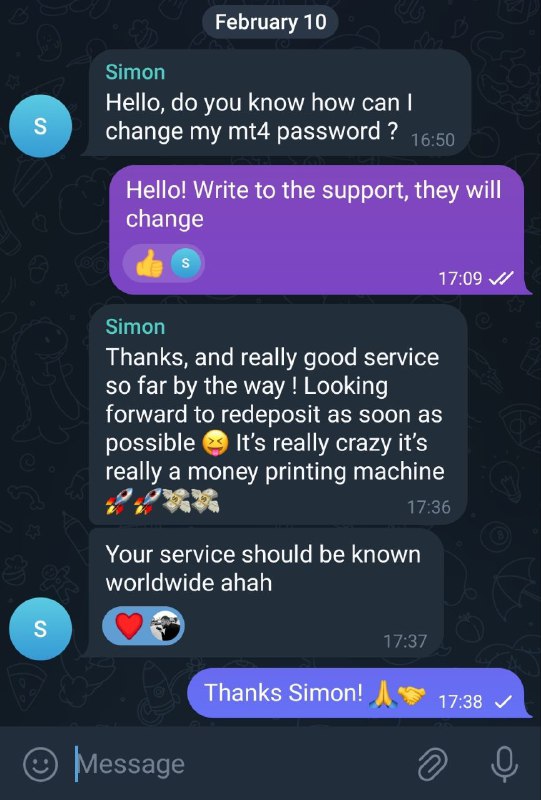 February 10
Simon
Hello, do you know how can I
change my mt4 password ?
16:50
S
Hello! Write to the support, they will
change
👍 S
17:09
Simon
Thanks, and really good service
so far by the way ! Looking
forward to redeposit as soon as
possible 😝 It’s really crazy it’s
really a money printing machine
🚀🚀💸💸
17:36
Your service should be known
worldwide ahah
❤️
17:37
S
Thanks Simon! 🙏🤝 17:38
Message